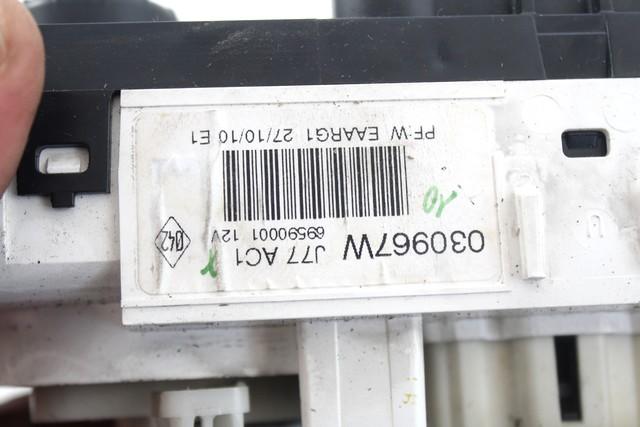 030967W J77 AC1
69590001 12V
042
PF:W EAARG1 27/10/10 E1